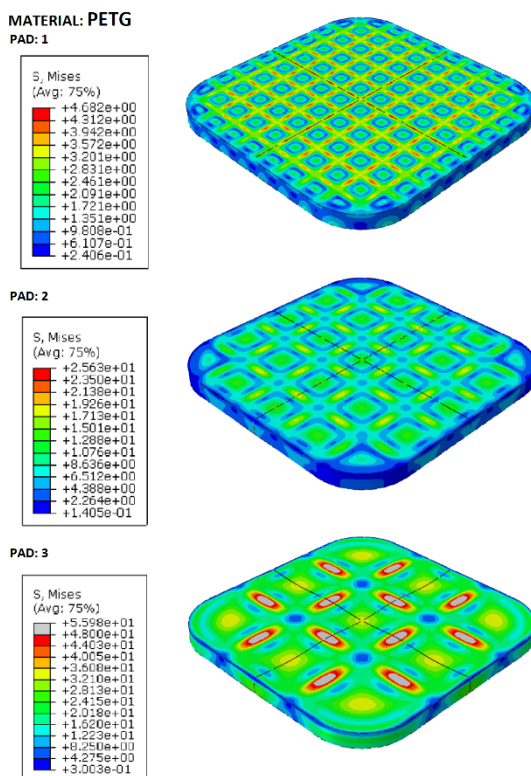 MATERIAL: PETG
PAD: 1
S, Mises
(Avg: 75%)
+4.682e+00
+4.312e+00
+3.942e+00
+3.572e+00
+3.201e+00
+2.831e+00
+2.461e+00
+2.091e+00
+1.721e+00
+1.351e+00
+9.808e-01
+6.107e-01
+2.406e-01
PAD: 2
S, Mises
(Avg: 75%)
+2.563e+01
+2.350e+01
+2.138e+01
+1.926e+01
+1.713e+01
+1.501e+01
+1.288e+01
+1.076e+01
+8.636e+00
+6.512e+00
+4.388e+00
+2.264e+00
+1.405e-01
PAD: 3
S, Mises
(Avg: 75%)
+5.598e+01
+4.800e+01
+4.403e+01
+4.005e+01
+3.608e+01
+3.210e+01
+2.813e+01
+2.415e+01
+2.018e+01
+1.620e+01
+1.223e+01
+8.250e+00
+4.275e+00
+3.003e-01